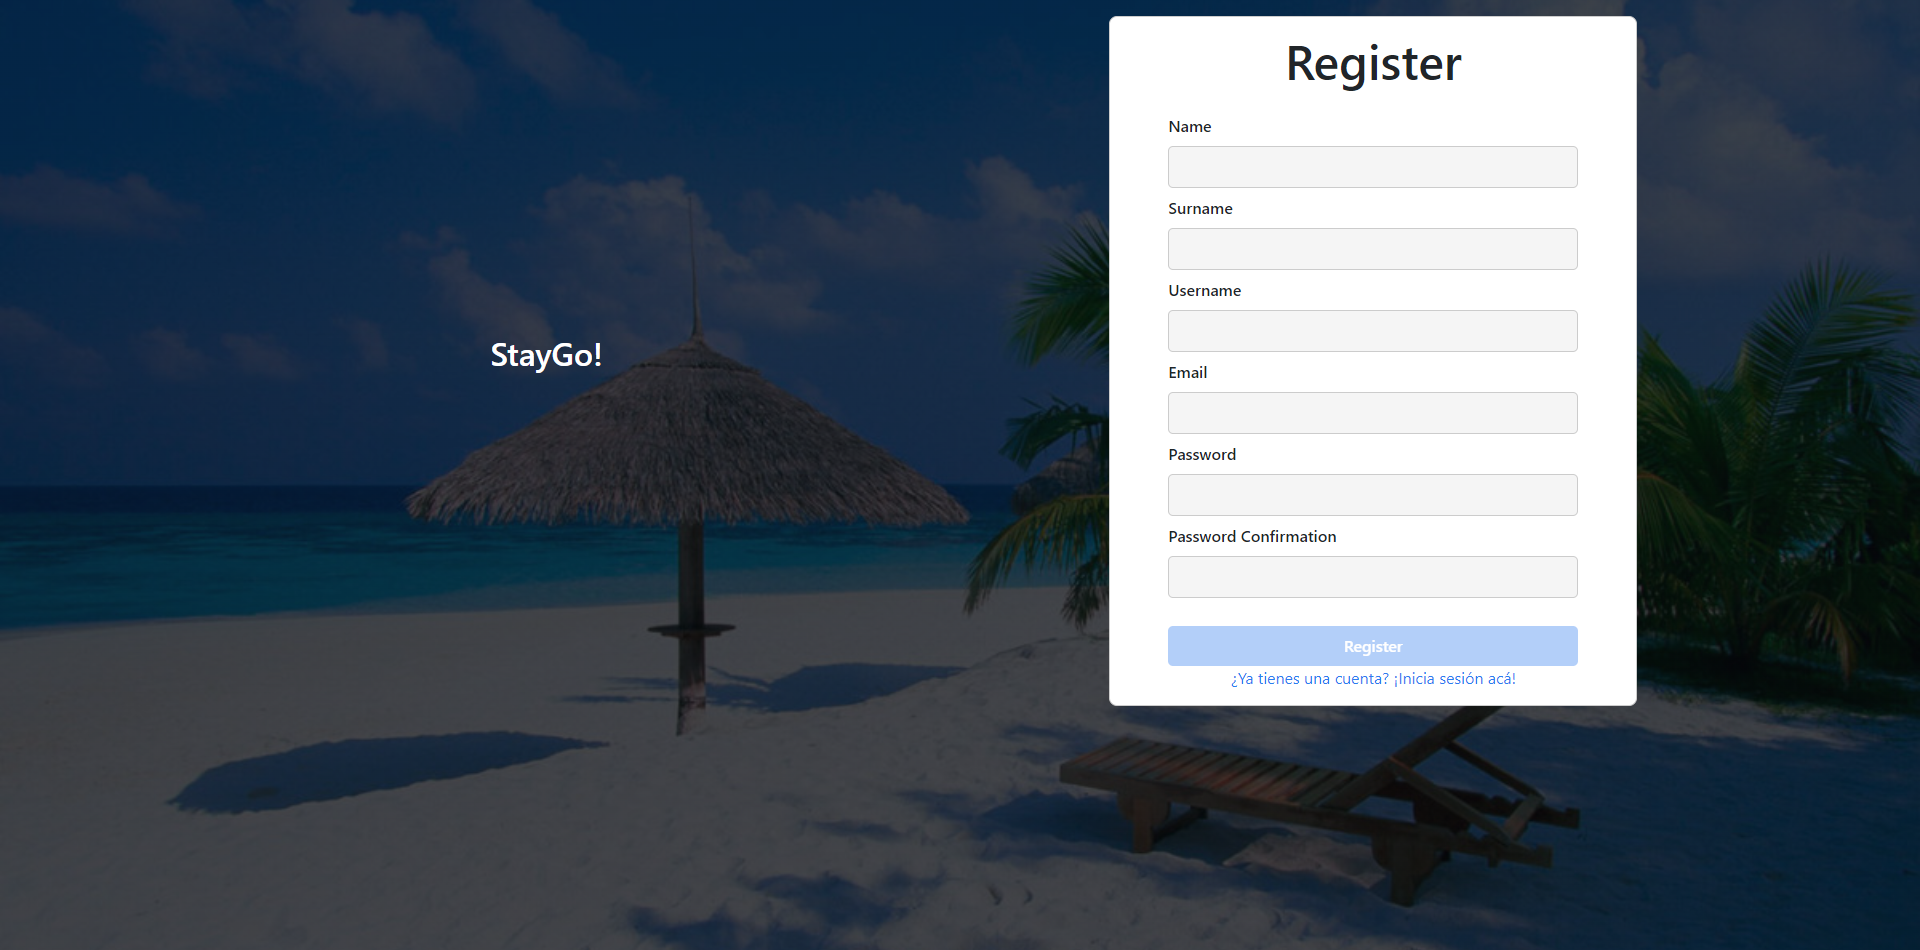 StayGo!
Register
Name
Surname
Username
Email
Password
Password Confirmation
Register
¿Ya tienes una cuenta? ¡Inicia sesión acá!